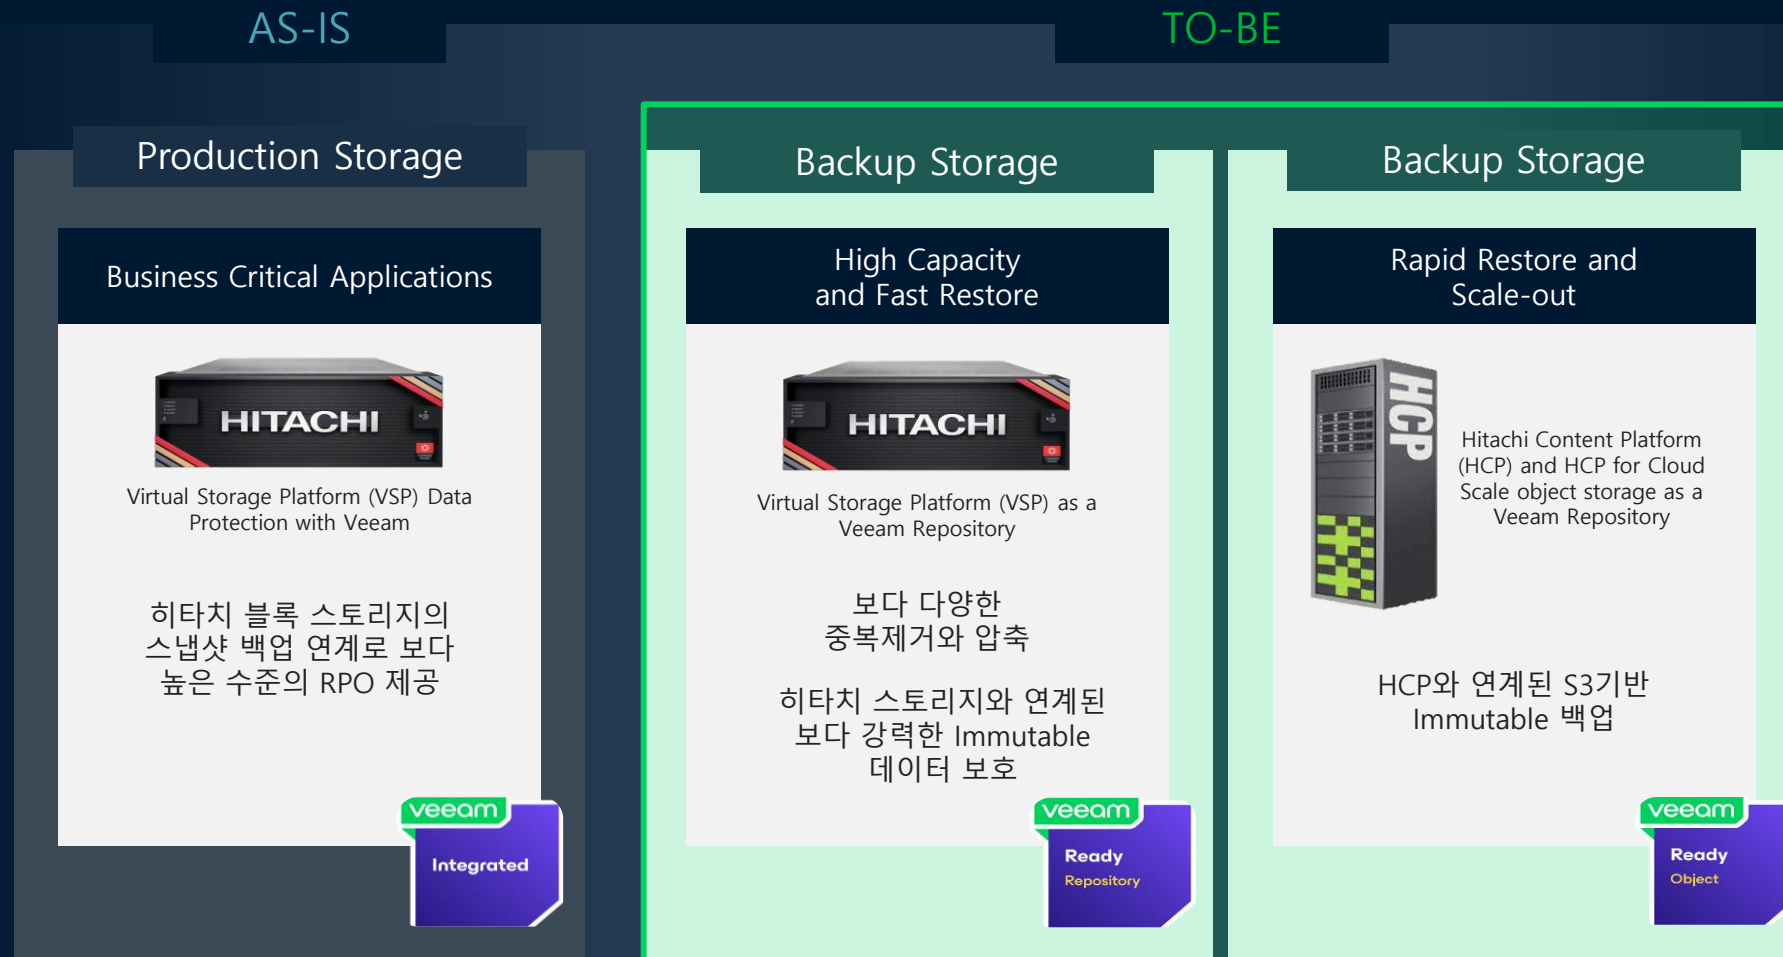 AS-IS
TO-BE
Production Storage
Business Critical Applications
HITACHI
Virtual Storage Platform (VSP) Data
Protection with Veeam
히타치 블록 스토리지의
스냅샷 백업 연계로 보다
높은 수준의 RPO 제공
veeam
Integrated
Backup Storage
High Capacity
and Fast Restore
HITACHI
Virtual Storage Platform (VSP) as a
Veeam Repository
보다 다양한
중복제거와 압축
히타치 스토리지와 연계된
보다 강력한 Immutable
데이터 보호
veeam
Ready
Repository
Backup Storage
Rapid Restore and
Scale-out
HCP
Hitachi Content Platform
(HCP) and HCP for Cloud
Scale object storage as a
Veeam Repository
HCP와 연계된 S3기반
Immutable 백업
veeam
Ready
Object